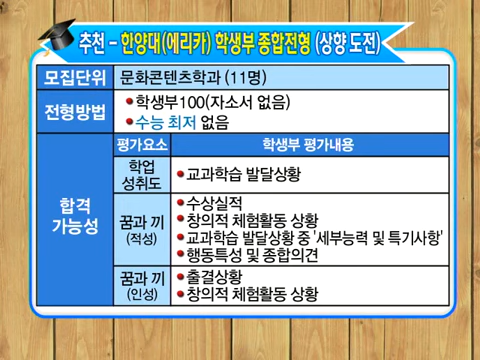 추천 - 한양대(에리카) 학생부 종합전형 (상향 도전)
모집단위 문화콘텐츠학과 (11명)
전형방법
•학생부100(자소서 없음)
•수능 최저 없음
합격
가능성
평가요소 학생부 평가내용
학업
성취도
•교과학습 발달상황
꿈과 끼
(적성)
•수상실적
•창의적 체험활동 상황
•교과학습 발달상황 중 '세부능력 및 특기사항'
•행동특성 및 종합의견
꿈과 끼
(인성)
•출결상황
•창의적 체험활동 상황